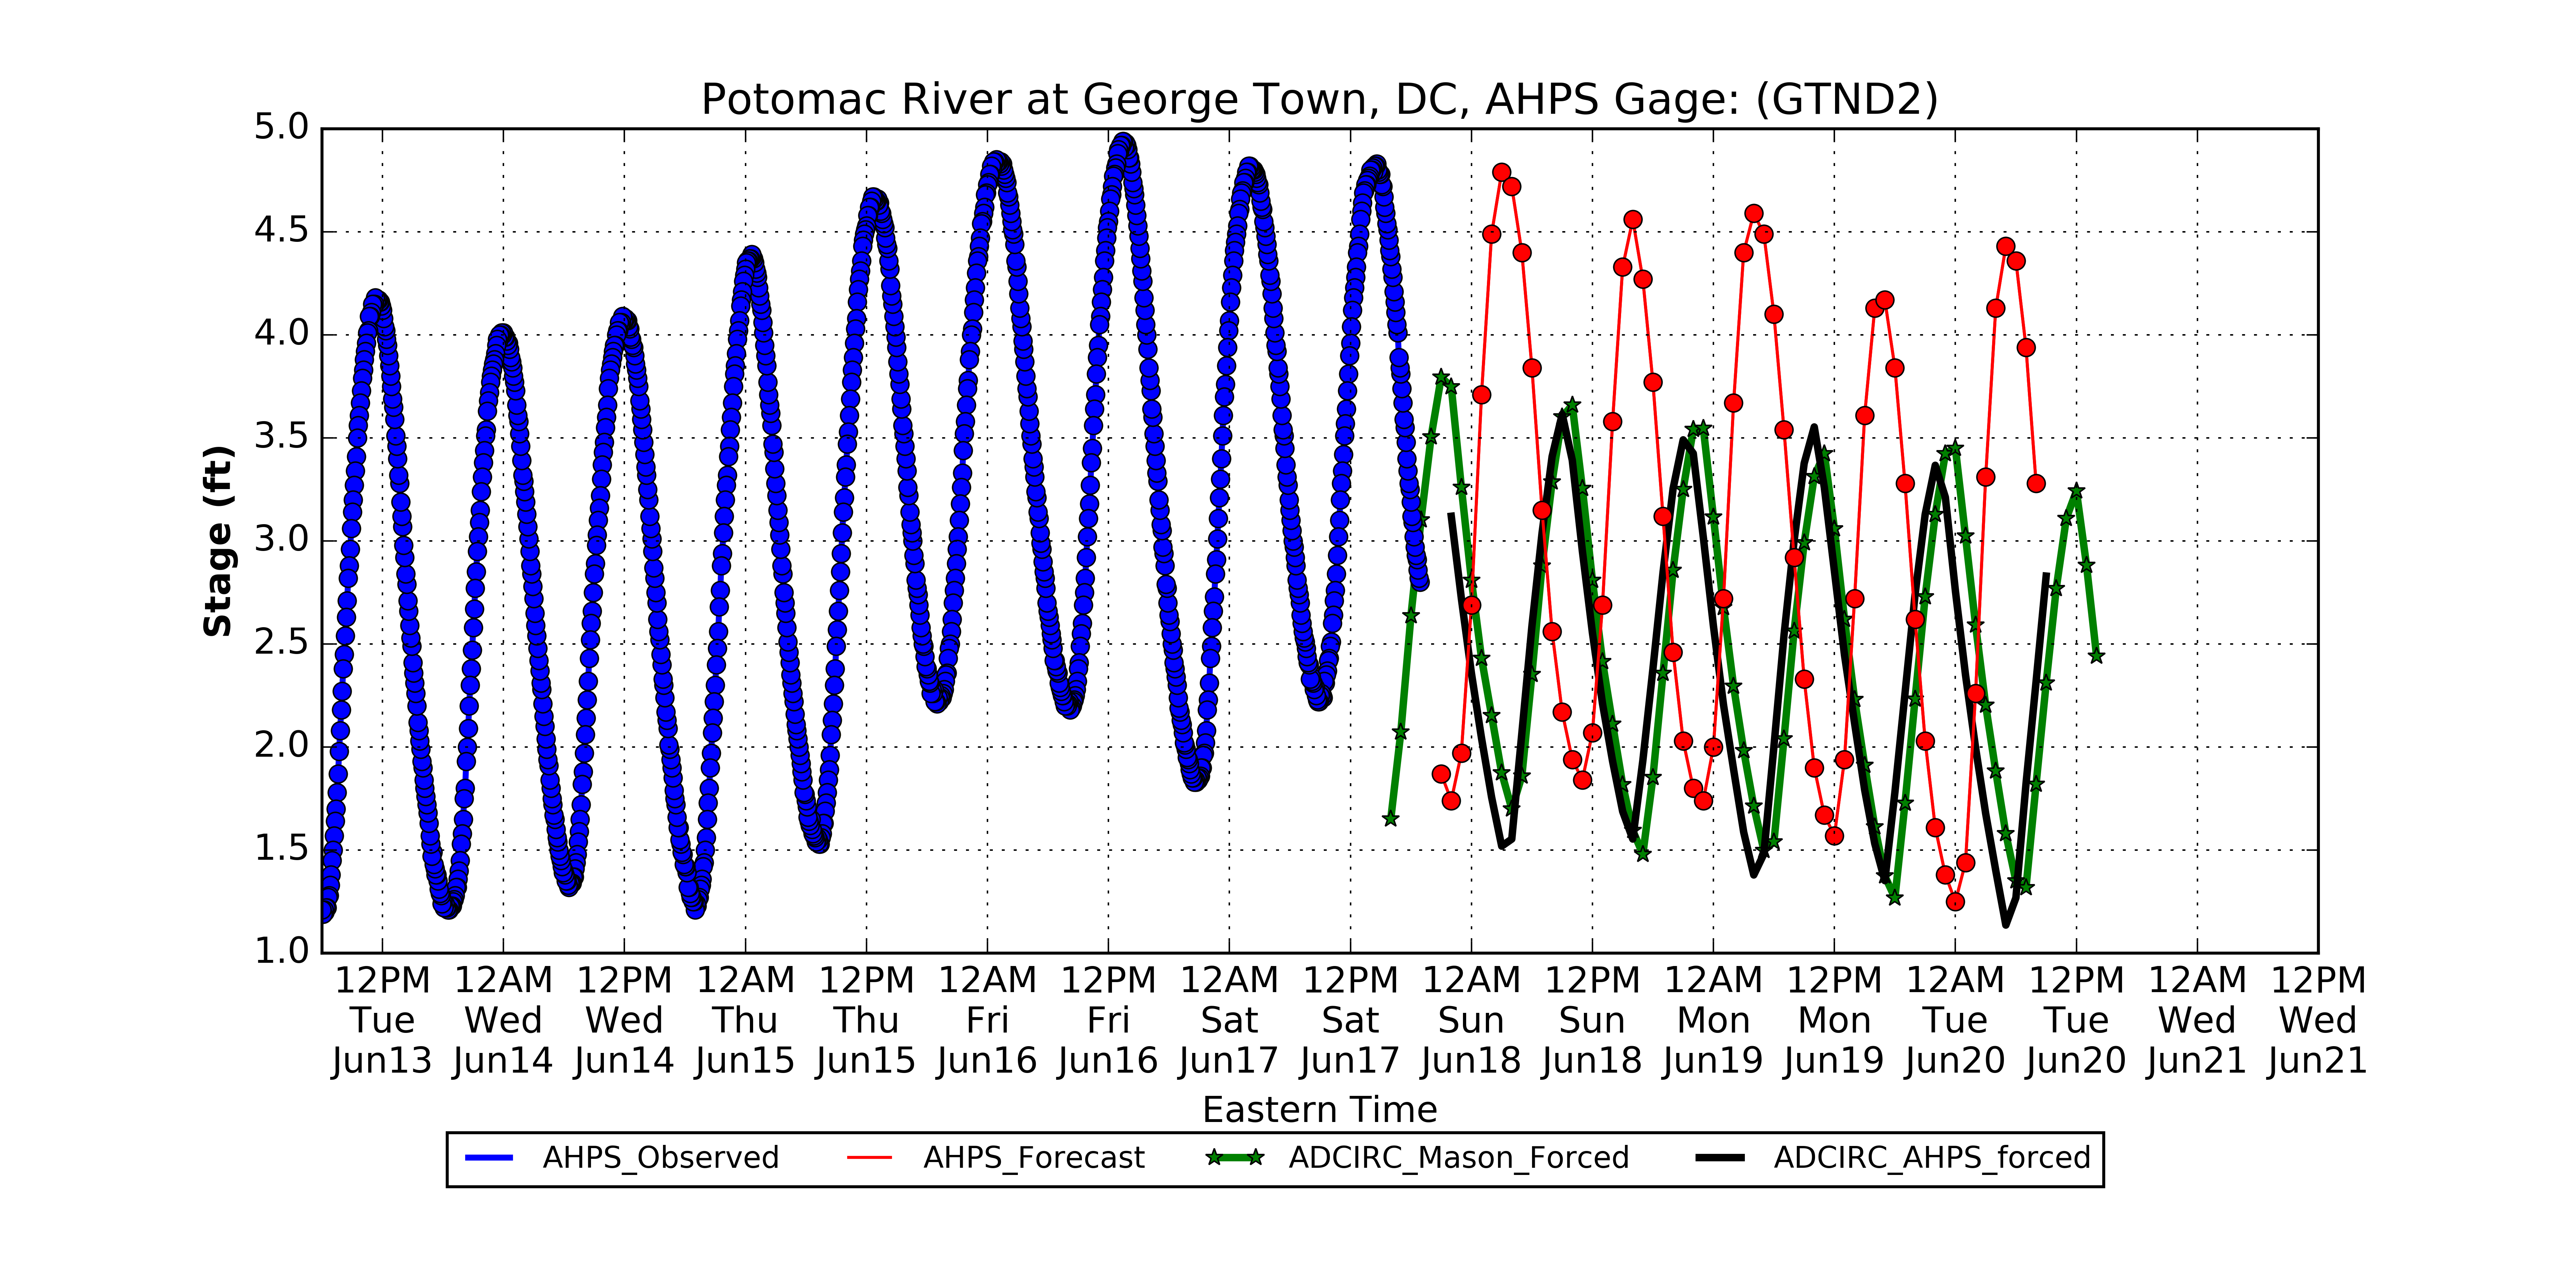 Potomac River at George Town, DC, AHPS Gage: (GTND2)
5.0
4.5
4.0
3.5
3.0
2.5
2.0
1.5
1.0
Stage (ft)
12PM 12AM 12PM 12AM 12PM 12AM 12PM 12AM 12PM 12AM 12PM 12AM 12PM 12AM 12PM 12AM 12PM
Tue Wed Wed Thu Thu Fri Fri Sat Sat Sun Sun Mon Mon Tue Tue Wed Wed
Jun13 Jun14 Jun14 Jun15 Jun15 Jun16 Jun16 Jun17 Jun17 Jun18 Jun18 Jun19 Jun19 Jun20 Jun20 Jun21 Jun21
Eastern Time
AHPS_Observed AHPS_Forecast ADCIRC_Mason_Forced ADCIRC_AHPS_forced